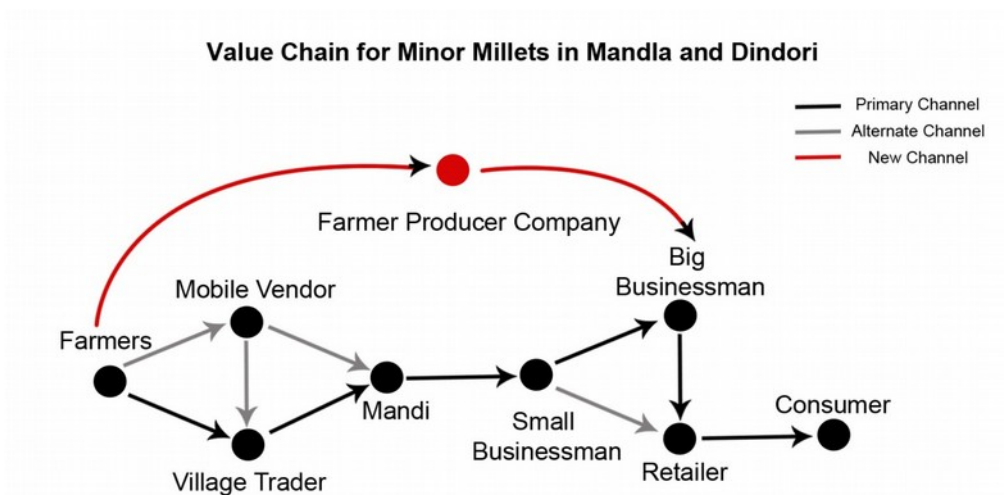 Value Chain for Minor Millets in Mandla and Dindori
Primary Channel
Alternate Channel
New Channel
Farmer Producer Company
Big
Businessman
Mobile Vendor
Farmers
Mandi
Small
Businessman
Consumer
Retailer
Village Trader